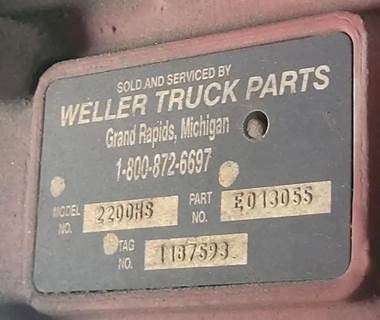 SOLD AND SERVICED BY
WELLER TRUCK PARTS
Grand Rapids, Michigan
1-800-872-6697
MODEL NO. 2200HS PART NO. E013055
TAG NO. 1187593